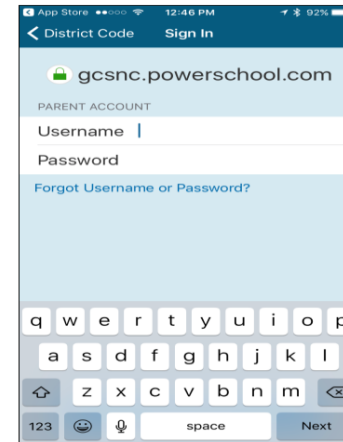 App Store 12:46 PM 92%
District Code Sign In
gcsnc.powerschool.com
PARENT ACCOUNT
Username
Password
Forgot Username or Password?
q w e r t y u i o p
a s d f g h j k l
z x c v b n m
123 space Next